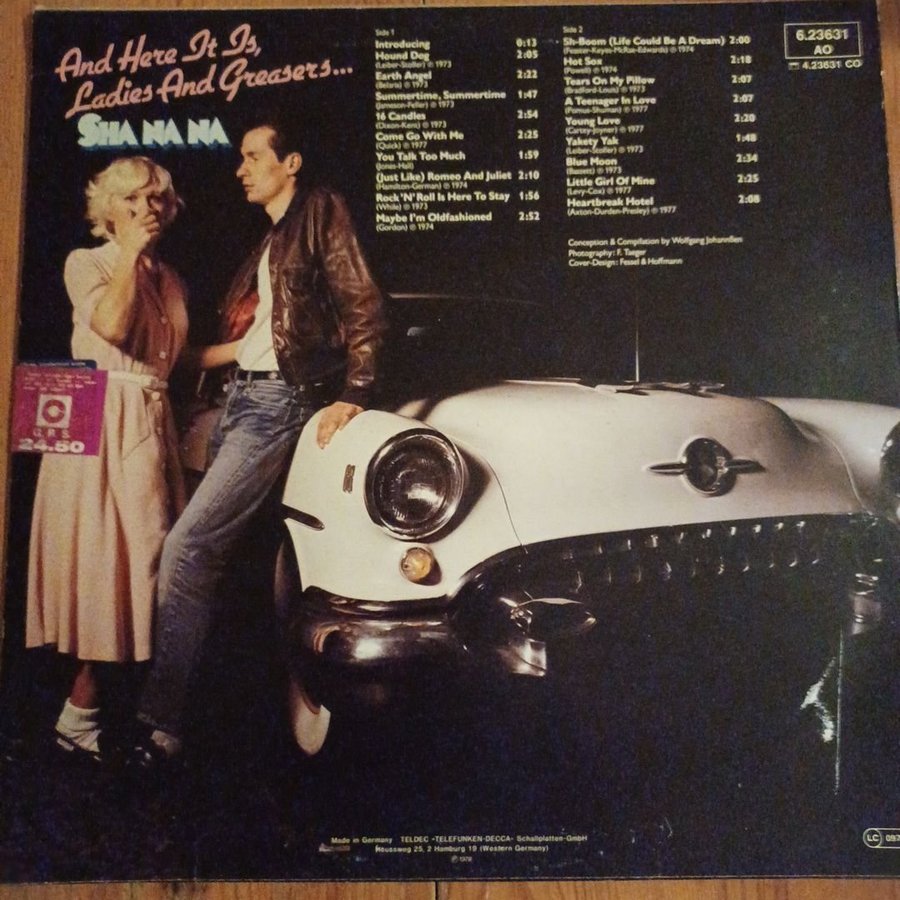 And Here It Is,
Ladies And Greasers...
SHA NA NA
Side 1
Introducing 0:13
Hound Dog 2:05
(Leiber-Stoller) ℗ 1973
Earth Angel 2:22
(Belvin) ℗ 1973
Summertime, Summertime 1:47
(Jameson-Feller) ℗ 1973
16 Candles 2:54
(Dixon-Kent) ℗ 1973
Come Go With Me 2:25
(Quick) ℗ 1977
You Talk Too Much 1:59
(Jones-Hall)
(Just Like) Romeo And Juliet 2:10
(Hamilton-German) ℗ 1974
Rock 'N' Roll Is Here To Stay 1:56
(White) ℗ 1973
Maybe I'm Oldfashioned 2:52
(Gordon) ℗ 1974
Side 2
Sh-Boom (Life Could Be A Dream) 2:00
(Feaster-Keyes-McRae-Edwards) ℗ 1974
Hot Sox 2:18
(Powell) ℗ 1974
Tears On My Pillow 2:07
(Bradford-Louis) ℗ 1973
A Teenager In Love 2:07
(Pomus-Shuman) ℗ 1977
Young Love 2:20
(Cartey-Joyner) ℗ 1977
Yakety Yak 1:48
(Leiber-Stoller) ℗ 1973
Blue Moon 2:34
(Bassett) ℗ 1973
Little Girl Of Mine 2:25
(Levy-Cox) ℗ 1977
Heartbreak Hotel 2:08
(Axton-Durden-Presley) ℗ 1977
Conception & Compilation by Wolfgang Johannßen
Photography: F. Taeger
Cover-Design: Fessel & Hoffmann
6.23631
AO
4.23631 CO
G.R.S.
24.50
Made in Germany TELDEC »TELEFUNKEN-DECCA« Schallplatten-GmbH
Heussweg 25, 2 Hamburg 19 (Western Germany)
℗ 1978
LC 097